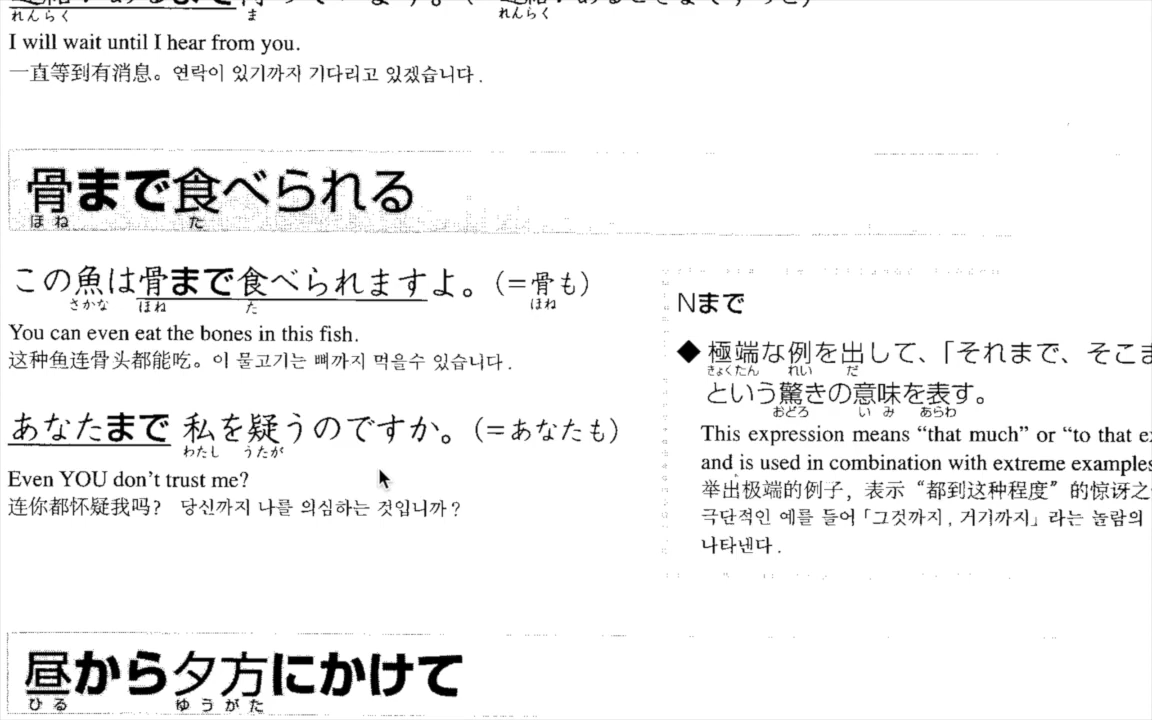 れんらく ま れんらく
I will wait until I hear from you.
一直等到有消息。연락이 있기까지 기다리고 있겠습니다.
骨まで食べられる
ほね た
この魚は骨まで食べられますよ。(=骨も)
さかな ほね た ほね
You can even eat the bones in this fish.
这种鱼连骨头都能吃。이 물고기는 뼈까지 먹을수 있습니다.
あなたまで 私を疑うのですか。(=あなたも)
わたし うたが
Even YOU don't trust me?
连你都怀疑我吗? 당신까지 나를 의심하는 것입니까?
Nまで
◆ 極端な例を出して、「それまで、そこま
きょくたん れい だ
という驚きの意味を表す。
おどろ いみ あらわ
This expression means “that much” or “to that ex
and is used in combination with extreme examples
举出极端的例子，表示“都到这种程度”的惊讶之
극단적인 예를 들어「그것까지, 거기까지」라는 놀람의
나타낸다.
昼から夕方にかけて
ひる ゆうがた